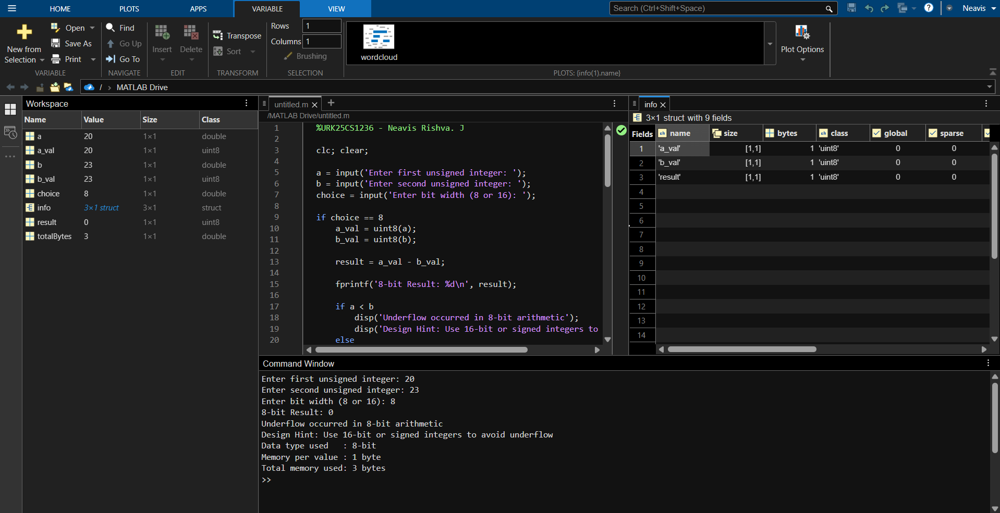 HOME PLOTS APPS VARIABLE VIEW Search (Ctrl+Shift+Space) Neavis
New from Selection
Open
Save As
Print
VARIABLE
Find
Go Up
Go To
NAVIGATE
Insert Delete
EDIT
Transpose
Sort
TRANSFORM
Rows 1
Columns 1
Brushing
SELECTION
wordcloud
PLOTS: {info(1).name}
Plot Options
/ › MATLAB Drive
Workspace
Name Value Size Class
a 20 1×1 double
a_val 20 1×1 uint8
b 23 1×1 double
b_val 23 1×1 uint8
choice 8 1×1 double
info 3×1 struct 3×1 struct
result 0 1×1 uint8
totalBytes 3 1×1 double
untitled.m
/MATLAB Drive/untitled.m
1 %URK25CS1236 - Neavis Rishva. J
2
3 clc; clear;
4
5 a = input('Enter first unsigned integer: ');
6 b = input('Enter second unsigned integer: ');
7 choice = input('Enter bit width (8 or 16): ');
8
9 if choice == 8
10 a_val = uint8(a);
11 b_val = uint8(b);
12
13 result = a_val - b_val;
14
15 fprintf('8-bit Result: %d\n', result);
16
17 if a < b
18 disp('Underflow occurred in 8-bit arithmetic');
19 disp('Design Hint: Use 16-bit or signed integers to
20 else
info
3×1 struct with 9 fields
Fields name size bytes class global sparse
1 'a_val' [1,1] 1 'uint8' 0 0
2 'b_val' [1,1] 1 'uint8' 0 0
3 'result' [1,1] 1 'uint8' 0 0
4
5
6
7
8
9
10
11
12
13
14
Command Window
Enter first unsigned integer: 20
Enter second unsigned integer: 23
Enter bit width (8 or 16): 8
8-bit Result: 0
Underflow occurred in 8-bit arithmetic
Design Hint: Use 16-bit or signed integers to avoid underflow
Data type used   : 8-bit
Memory per value : 1 byte
Total memory used: 3 bytes
>>